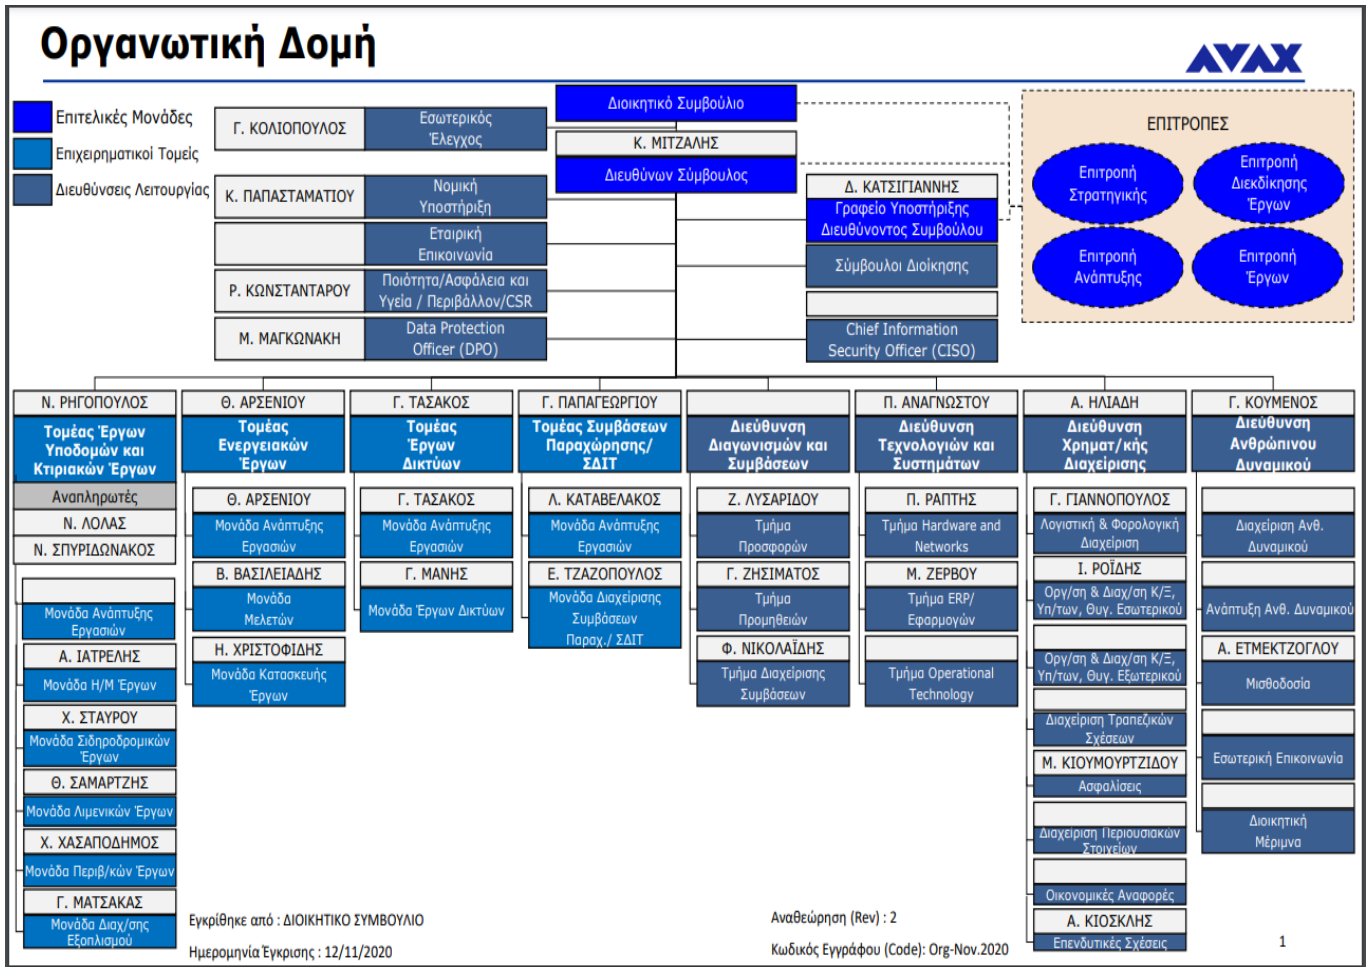 Οργανωτική Δομή
AVAX
Επιτελικές Μονάδες
Επιχειρηματικοί Τομείς
Διευθύνσεις Λειτουργίας
Διοικητικό Συμβούλιο
Κ. ΜΙΤΖΑΛΗΣ
Διευθύνων Σύμβουλος
Γ. ΚΟΛΙΟΠΟΥΛΟΣ
Εσωτερικός
Έλεγχος
Κ. ΠΑΠΑΣΤΑΜΑΤΙΟΥ
Νομική
Υποστήριξη
Εταιρική
Επικοινωνία
Ρ. ΚΩΝΣΤΑΝΤΑΡΟΥ
Ποιότητα/Ασφάλεια και
Υγεία / Περιβάλλον/CSR
Μ. ΜΑΓΚΩΝΑΚΗ
Data Protection
Officer (DPO)
Δ. ΚΑΤΣΙΓΙΑΝΝΗΣ
Γραφείο Υποστήριξης
Διευθύνοντος Συμβούλου
Σύμβουλοι Διοίκησης
Chief Information
Security Officer (CISO)
ΕΠΙΤΡΟΠΕΣ
Επιτροπή
Στρατηγικής
Επιτροπή
Διεκδίκησης
Έργων
Επιτροπή
Ανάπτυξης
Επιτροπή
Έργων
Ν. ΡΗΓΟΠΟΥΛΟΣ
Τομέας Έργων
Υποδομών και
Κτιριακών Έργων
Αναπληρωτές
Ν. ΛΟΛΑΣ
Ν. ΣΠΥΡΙΔΩΝΑΚΟΣ
Μονάδα Ανάπτυξης
Εργασιών
Α. ΙΑΤΡΕΛΗΣ
Μονάδα Η/Μ Έργων
Χ. ΣΤΑΥΡΟΥ
Μονάδα Σιδηροδρομικών
Έργων
Θ. ΣΑΜΑΡΤΖΗΣ
Μονάδα Λιμενικών Έργων
Χ. ΧΑΣΑΠΟΔΗΜΟΣ
Μονάδα Περιβ/κών Έργων
Γ. ΜΑΤΣΑΚΑΣ
Μονάδα Διαχ/σης
Εξοπλισμού
Θ. ΑΡΣΕΝΙΟΥ
Τομέας
Ενεργειακών
Έργων
Θ. ΑΡΣΕΝΙΟΥ
Μονάδα Ανάπτυξης
Εργασιών
Β. ΒΑΣΙΛΕΙΑΔΗΣ
Μονάδα
Μελετών
Η. ΧΡΙΣΤΟΦΙΔΗΣ
Μονάδα Κατασκευής
Έργων
Γ. ΤΑΣΑΚΟΣ
Τομέας
Έργων
Δικτύων
Γ. ΤΑΣΑΚΟΣ
Μονάδα Ανάπτυξης
Εργασιών
Γ. ΜΑΝΗΣ
Μονάδα Έργων Δικτύων
Γ. ΠΑΠΑΓΕΩΡΓΙΟΥ
Τομέας Συμβάσεων
Παραχώρησης/
ΣΔΙΤ
Λ. ΚΑΤΑΒΕΛΑΚΟΣ
Μονάδα Ανάπτυξης
Εργασιών
Ε. ΤΖΑΖΟΠΟΥΛΟΣ
Μονάδα Διαχείρισης
Συμβάσεων
Παραχ./ ΣΔΙΤ
Διεύθυνση
Διαγωνισμών και
Συμβάσεων
Ζ. ΛΥΣΑΡΙΔΟΥ
Τμήμα
Προσφορών
Γ. ΖΗΣΙΜΑΤΟΣ
Τμήμα
Προμηθειών
Φ. ΝΙΚΟΛΑΪΔΗΣ
Τμήμα Διαχείρισης
Συμβάσεων
Π. ΑΝΑΓΝΩΣΤΟΥ
Διεύθυνση
Τεχνολογιών και
Συστημάτων
Π. ΡΑΠΤΗΣ
Τμήμα Hardware and
Networks
Μ. ΖΕΡΒΟΥ
Τμήμα ERP/
Εφαρμογών
Τμήμα Operational
Technology
Α. ΗΛΙΑΔΗ
Διεύθυνση
Χρηματ/κής
Διαχείρισης
Γ. ΓΙΑΝΝΟΠΟΥΛΟΣ
Λογιστική & Φορολογική
Διαχείριση
Ι. ΡΟΪΔΗΣ
Οργ/ση & Διαχ/ση Κ/Ξ,
Υπ/των, Θυγ. Εσωτερικού
Οργ/ση & Διαχ/ση Κ/Ξ,
Υπ/των, Θυγ. Εξωτερικού
Διαχείριση Τραπεζικών
Σχέσεων
Μ. ΚΙΟΥΜΟΥΡΤΖΙΔΟΥ
Ασφαλίσεις
Διαχείριση Περιουσιακών
Στοιχείων
Οικονομικές Αναφορές
Α. ΚΙΟΣΚΛΗΣ
Επενδυτικές Σχέσεις
Γ. ΚΟΥΜΕΝΟΣ
Διεύθυνση
Ανθρώπινου
Δυναμικού
Διαχείριση Ανθ.
Δυναμικού
Ανάπτυξη Ανθ. Δυναμικού
Α. ΕΤΜΕΚΤΖΟΓΛΟΥ
Μισθοδοσία
Εσωτερική Επικοινωνία
Διοικητική
Μέριμνα
Εγκρίθηκε από : ΔΙΟΙΚΗΤΙΚΟ ΣΥΜΒΟΥΛΙΟ
Ημερομηνία Έγκρισης : 12/11/2020
Αναθεώρηση (Rev) : 2
Κωδικός Εγγράφου (Code): Org-Nov.2020
1